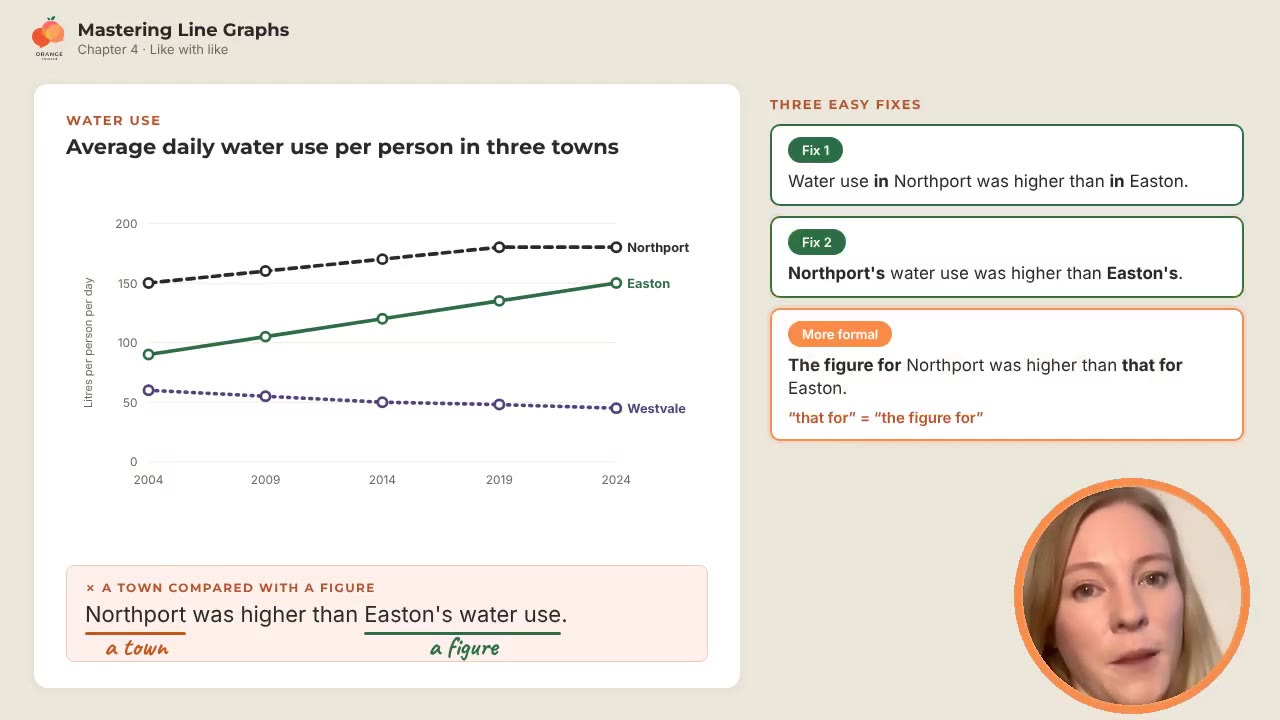 Mastering Line Graphs
Chapter 4 · Like with like
ORANGE
WATER USE
Average daily water use per person in three towns
Litres per person per day
200
150
100
50
0
2004 2009 2014 2019 2024
Northport
Easton
Westvale
× A TOWN COMPARED WITH A FIGURE
Northport was higher than Easton's water use.
a town a figure
THREE EASY FIXES
Fix 1
Water use in Northport was higher than in Easton.
Fix 2
Northport's water use was higher than Easton's.
More formal
The figure for Northport was higher than that for
Easton.
“that for” = “the figure for”